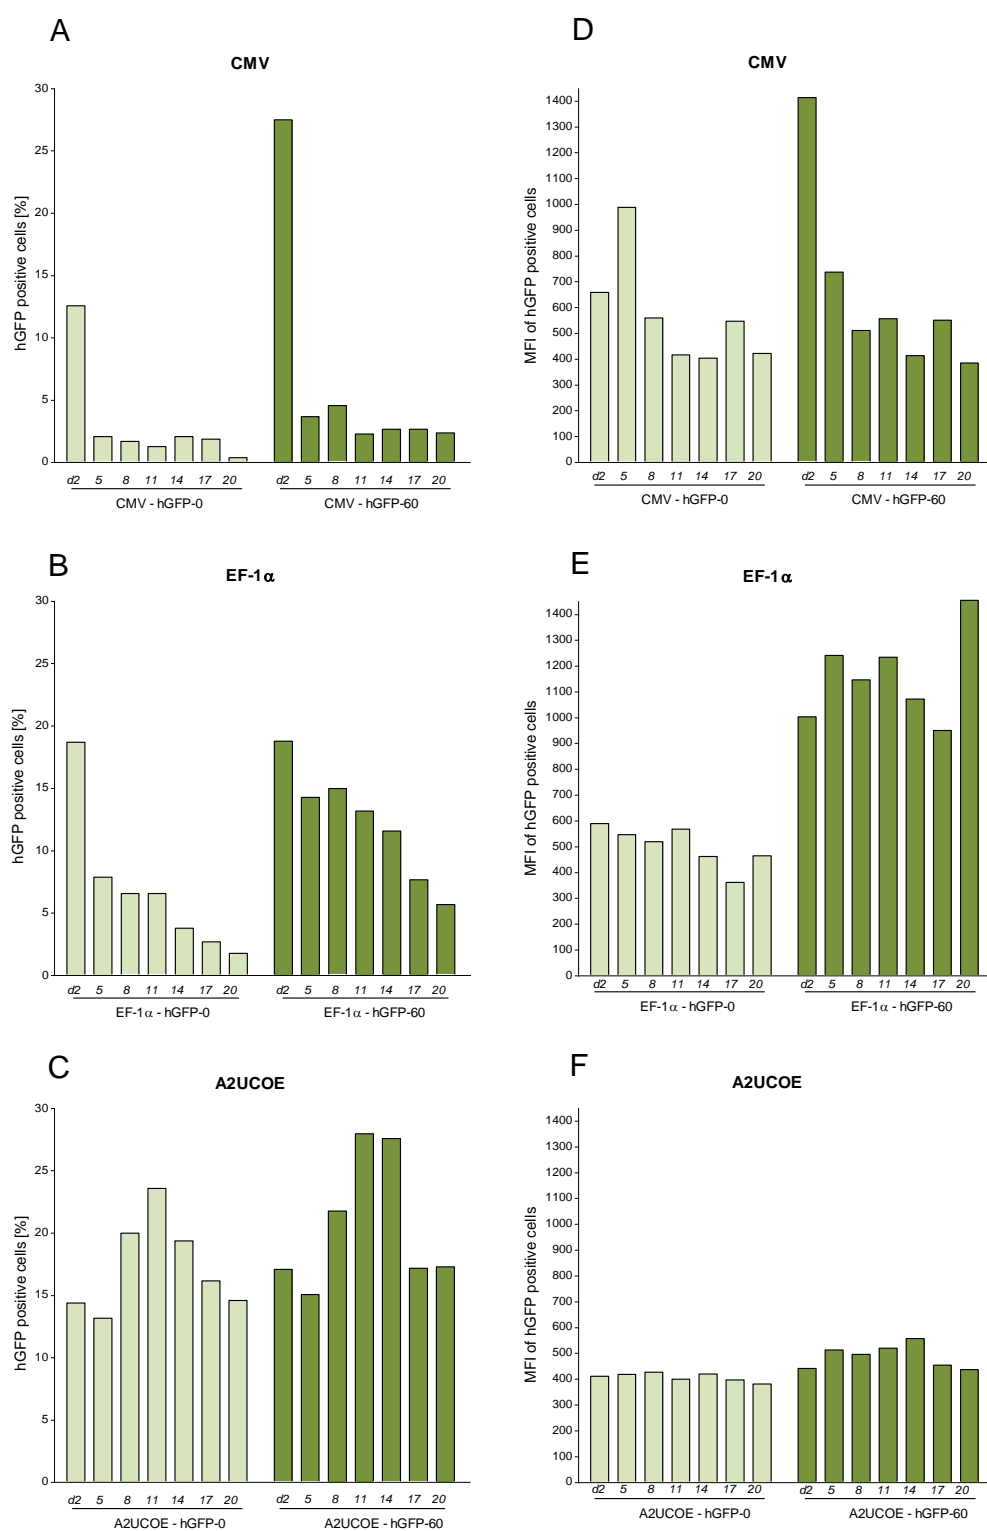 A
CMV
hGFP positive cells [%]
30
25
20
15
10
5
0
d2 5 8 11 14 17 20
CMV - hGFP-0
d2 5 8 11 14 17 20
CMV - hGFP-60
D
CMV
MFI of hGFP positive cells
1400
1300
1200
1100
1000
900
800
700
600
500
400
300
200
100
0
d2 5 8 11 14 17 20
CMV - hGFP-0
d2 5 8 11 14 17 20
CMV - hGFP-60
B
EF-1α
hGFP positive cells [%]
30
25
20
15
10
5
0
d2 5 8 11 14 17 20
EF-1α - hGFP-0
d2 5 8 11 14 17 20
EF-1α - hGFP-60
E
EF-1α
MFI of hGFP positive cells
1400
1300
1200
1100
1000
900
800
700
600
500
400
300
200
100
0
d2 5 8 11 14 17 20
EF-1α - hGFP-0
d2 5 8 11 14 17 20
EF-1α - hGFP-60
C
A2UCOE
hGFP positive cells [%]
30
25
20
15
10
5
0
d2 5 8 11 14 17 20
A2UCOE - hGFP-0
d2 5 8 11 14 17 20
A2UCOE - hGFP-60
F
A2UCOE
MFI of hGFP positive cells
1400
1300
1200
1100
1000
900
800
700
600
500
400
300
200
100
0
d2 5 8 11 14 17 20
A2UCOE - hGFP-0
d2 5 8 11 14 17 20
A2UCOE - hGFP-60